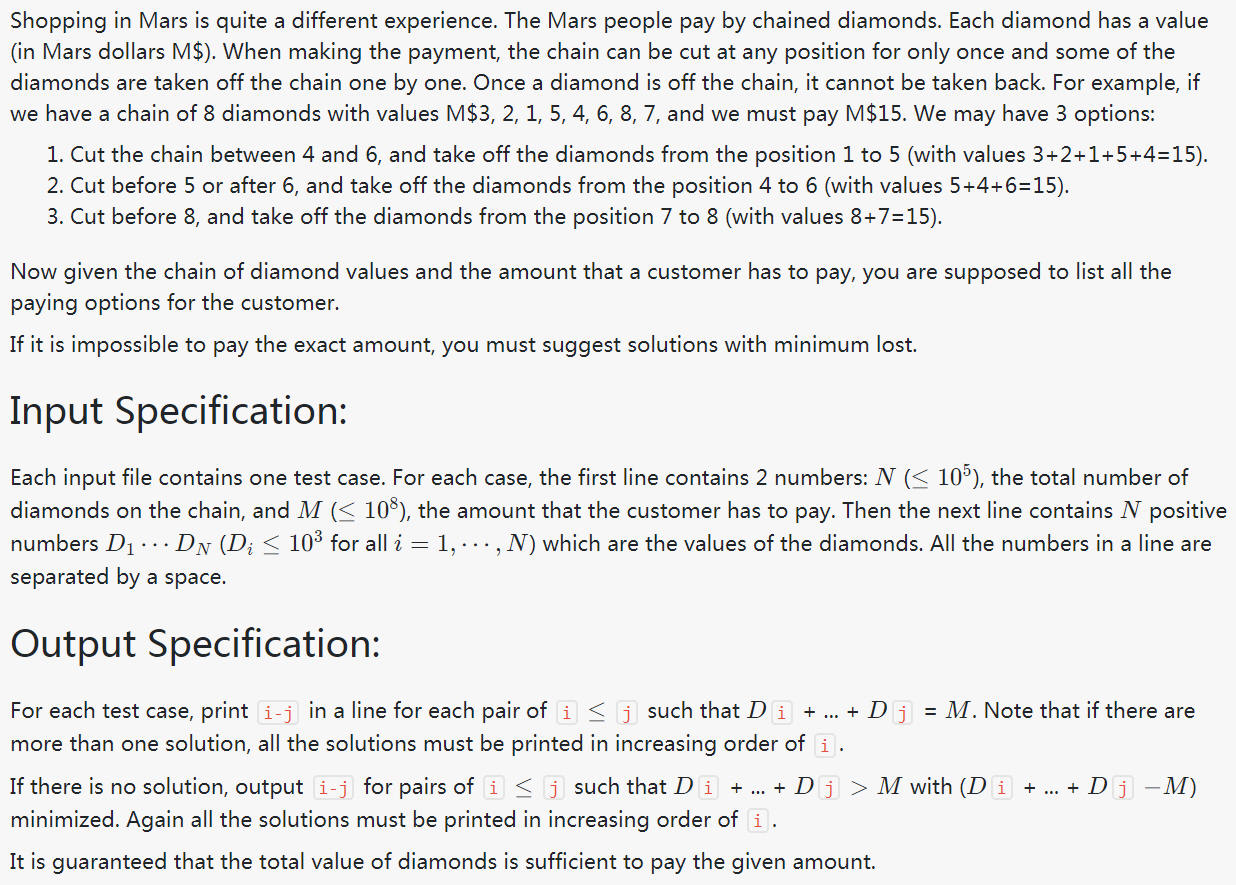 Shopping in Mars is quite a different experience. The Mars people pay by chained diamonds. Each diamond has a value
(in Mars dollars M$). When making the payment, the chain can be cut at any position for only once and some of the
diamonds are taken off the chain one by one. Once a diamond is off the chain, it cannot be taken back. For example, if
we have a chain of 8 diamonds with values M$3, 2, 1, 5, 4, 6, 8, 7, and we must pay M$15. We may have 3 options:
1. Cut the chain between 4 and 6, and take off the diamonds from the position 1 to 5 (with values 3+2+1+5+4=15).
2. Cut before 5 or after 6, and take off the diamonds from the position 4 to 6 (with values 5+4+6=15).
3. Cut before 8, and take off the diamonds from the position 7 to 8 (with values 8+7=15).
Now given the chain of diamond values and the amount that a customer has to pay, you are supposed to list all the
paying options for the customer.
If it is impossible to pay the exact amount, you must suggest solutions with minimum lost.
Input Specification:
Each input file contains one test case. For each case, the first line contains 2 numbers: N (≤ 10⁵), the total number of
diamonds on the chain, and M (≤ 10⁸), the amount that the customer has to pay. Then the next line contains N positive
numbers D₁ ⋯ D_N (Dᵢ ≤ 10³ for all i = 1, ⋯ , N) which are the values of the diamonds. All the numbers in a line are
separated by a space.
Output Specification:
For each test case, print i-j in a line for each pair of i ≤ j such that D i + ... + D j = M. Note that if there are
more than one solution, all the solutions must be printed in increasing order of i .
If there is no solution, output i-j for pairs of i ≤ j such that D i + ... + D j > M with (D i + ... + D j −M)
minimized. Again all the solutions must be printed in increasing order of i .
It is guaranteed that the total value of diamonds is sufficient to pay the given amount.